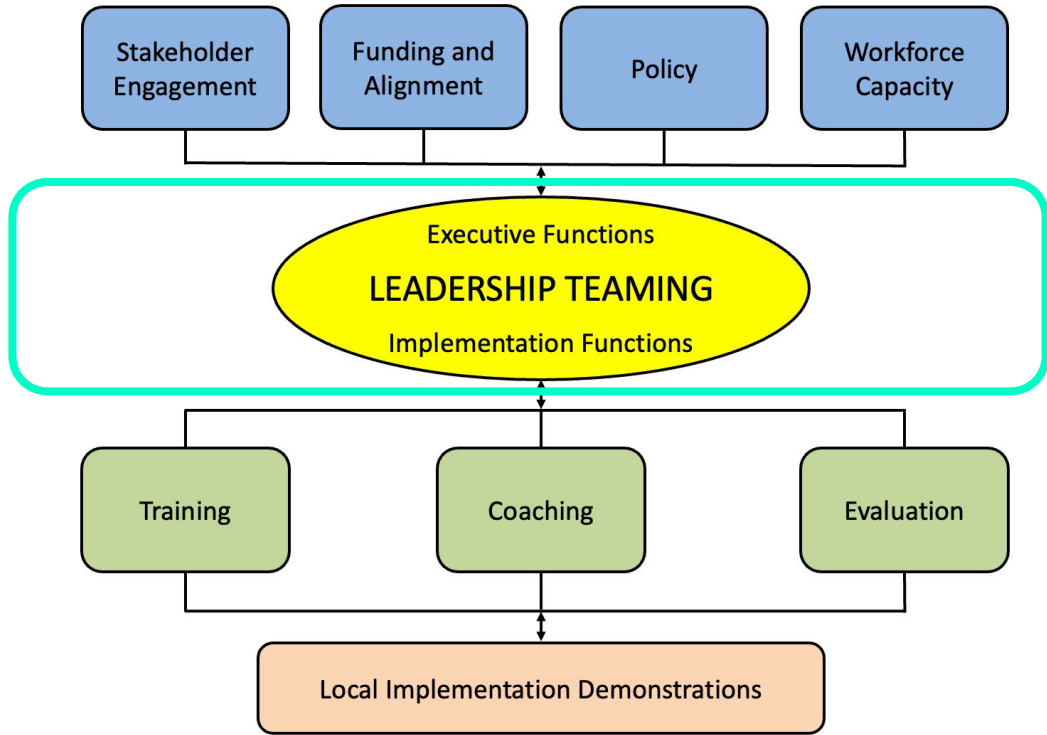 Stakeholder
Engagement
Funding and
Alignment
Policy
Workforce
Capacity
Executive Functions
LEADERSHIP TEAMING
Implementation Functions
Training
Coaching
Evaluation
Local Implementation Demonstrations